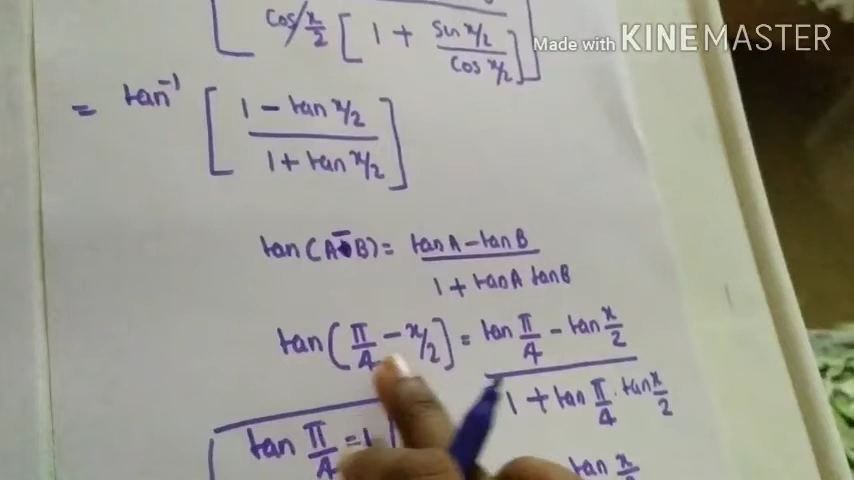 cos x/2 [ 1 + sin x/2 / cos x/2 ] ]
Made with KINEMASTER
= tan⁻¹ [ 1 - tan x/2 / 1 + tan x/2 ]
tan(A-B) = tan A - tan B / 1 + tan A tan B
tan( π/4 - x/2 ] = tan π/4 - tan x/2 / 1 + tan π/4 · tan x/2
tan π/4 = 1
tan x/